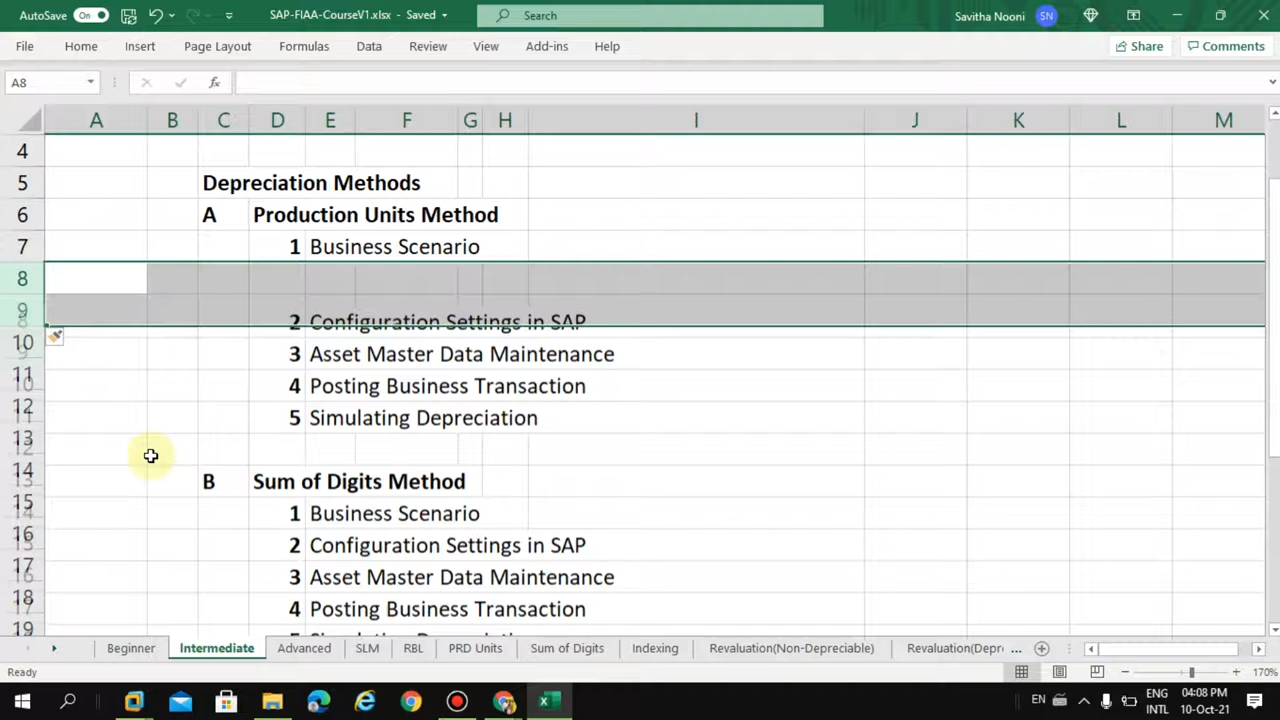 AutoSave On SAP-FIAA-CourseV1.xlsx - Saved Search Savitha Nooni SN
File Home Insert Page Layout Formulas Data Review View Add-ins Help Share Comments
A8 fx
A B C D E F G H I J K L M
4
5 Depreciation Methods
6 A Production Units Method
7 1 Business Scenario
8
9
2 Configuration Settings in SAP
10
3 Asset Master Data Maintenance
11
4 Posting Business Transaction
12
5 Simulating Depreciation
13
14 B Sum of Digits Method
15 1 Business Scenario
16 2 Configuration Settings in SAP
17 3 Asset Master Data Maintenance
18 4 Posting Business Transaction
19
Beginner Intermediate Advanced SLM RBL PRD Units Sum of Digits Indexing Revaluation(Non-Depreciable) Revaluation(Depre ...
Ready 170%
EN ENG 04:08 PM
INTL 10-Oct-21